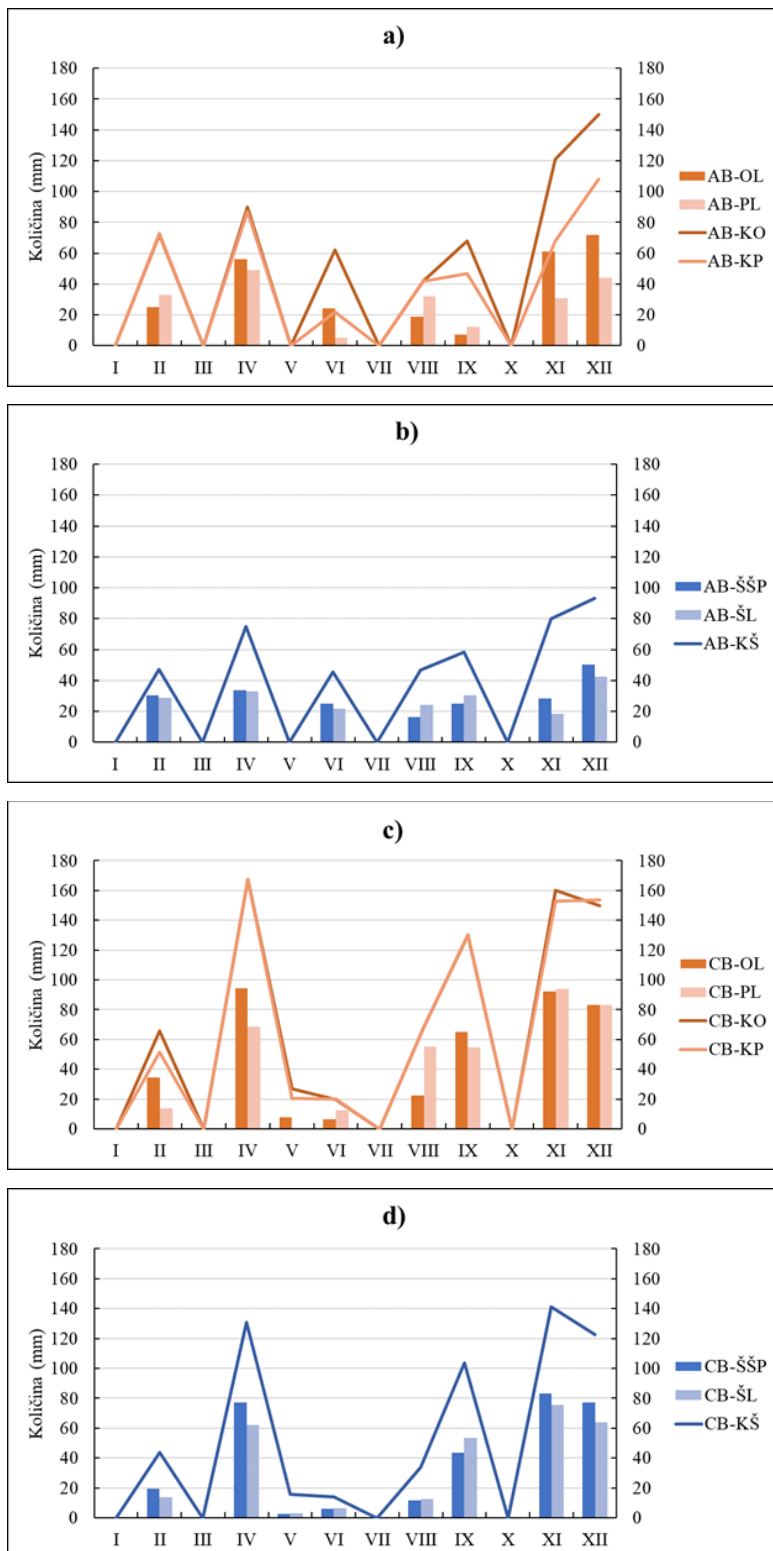 a)
Količina (mm)
180 180
160 160
140 140
120 120
100 100
80 80
60 60
40 40
20 20
0 0
I II III IV V VI VII VIII IX X XI XII
AB-OL
AB-PL
AB-KO
AB-KP
b)
Količina (mm)
180 180
160 160
140 140
120 120
100 100
80 80
60 60
40 40
20 20
0 0
I II III IV V VI VII VIII IX X XI XII
AB-ŠŠP
AB-ŠL
AB-KŠ
c)
Količina (mm)
180 180
160 160
140 140
120 120
100 100
80 80
60 60
40 40
20 20
0 0
I II III IV V VI VII VIII IX X XI XII
CB-OL
CB-PL
CB-KO
CB-KP
d)
Količina (mm)
180 180
160 160
140 140
120 120
100 100
80 80
60 60
40 40
20 20
0 0
I II III IV V VI VII VIII IX X XI XII
CB-ŠŠP
CB-ŠL
CB-KŠ